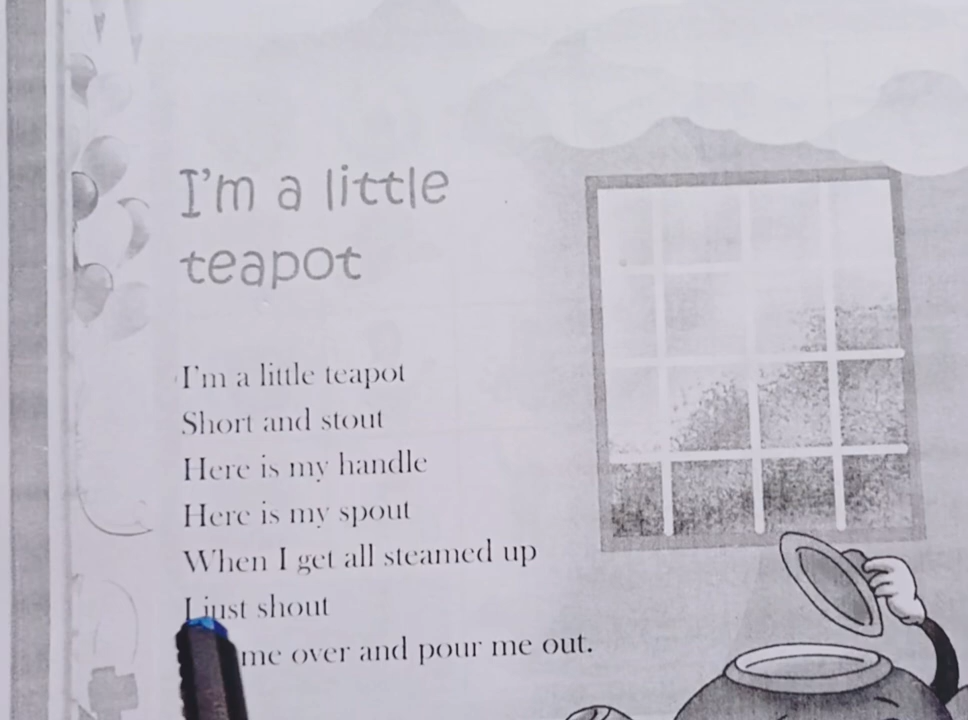 I'm a little
teapot
I'm a little teapot
Short and stout
Here is my handle
Here is my spout
When I get all steamed up
I just shout
me over and pour me out.